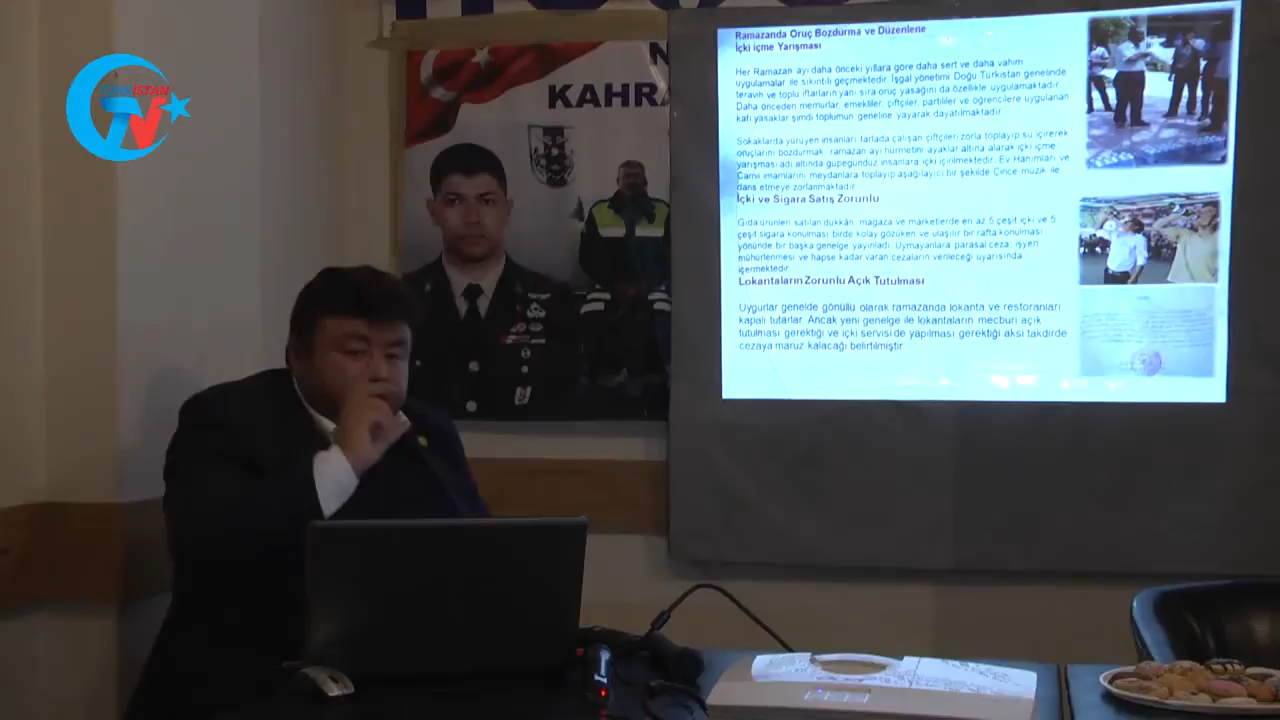 İSTAN
TV
KAHRA
Ramazanda Oruç Bozdurma ve Düzenlene
İçki içme Yarışması
Her Ramazan ayı daha önceki yıllara göre daha sert ve daha vahim
uygulamalar ile sıkıntılı geçmektedir. İşgal yönetimi Doğu Türkistan genelinde
teravih ve toplu iftarların yanı sıra oruç yasağını da özellikle uygulamaktadır.
Daha önceden memurlar, emekliler, çiftçiler, partililer ve öğrencilere uygulanan
katı yasaklar şimdi toplumun geneline yayarak dayatılmaktadır.
Sokaklarda yürüyen insanları, tarlada çalışan çiftçileri zorla toplayıp su içirerek
oruçlarını bozdurmak, ramazan ayı hürmetini ayaklar altına alarak içki içme
yarışması adı altında güpegündüz insanlara içki içirilmektedir. Ev Hanımları ve
Cami imamlarını meydanlara toplayıp aşağılayıcı bir şekilde Çince müzik ile
dans etmeye zorlanmaktadır.
İçki ve Sigara Satış Zorunlu
Gıda ürünleri satılan dükkân, mağaza ve marketlerde en az 5 çeşit içki ve 5
çeşit sigara konulması birde kolay gözüken ve ulaşılır bir rafta konulması
yönünde bir başka genelge yayınladı. Uymayanlara parasal ceza, işyeri
mühürlenmesi ve hapse kadar varan cezaların verileceği uyarısında
içermektedir.
Lokantaların Zorunlu Açık Tutulması
Uygurlar genelde gönüllü olarak ramazanda lokanta ve restoranları
kapalı tutarlar. Ancak yeni genelge ile lokantaların mecburi açık
tutulması gerektiği ve içki servisi de yapılması gerektiği aksi takdirde
cezaya maruz kalacağı belirtilmiştir.